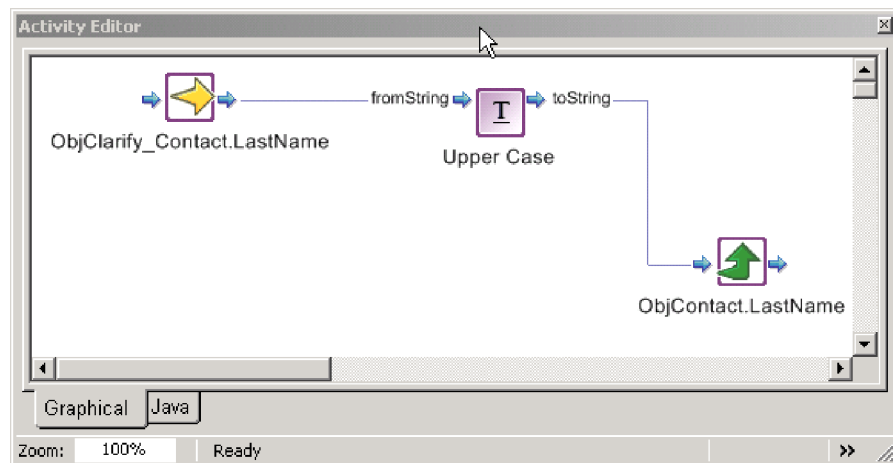 Activity Editor
fromString
T
toString
ObjClarify_Contact.LastName
Upper Case
ObjContact.LastName
Graphical
Java
Zoom: 100% Ready